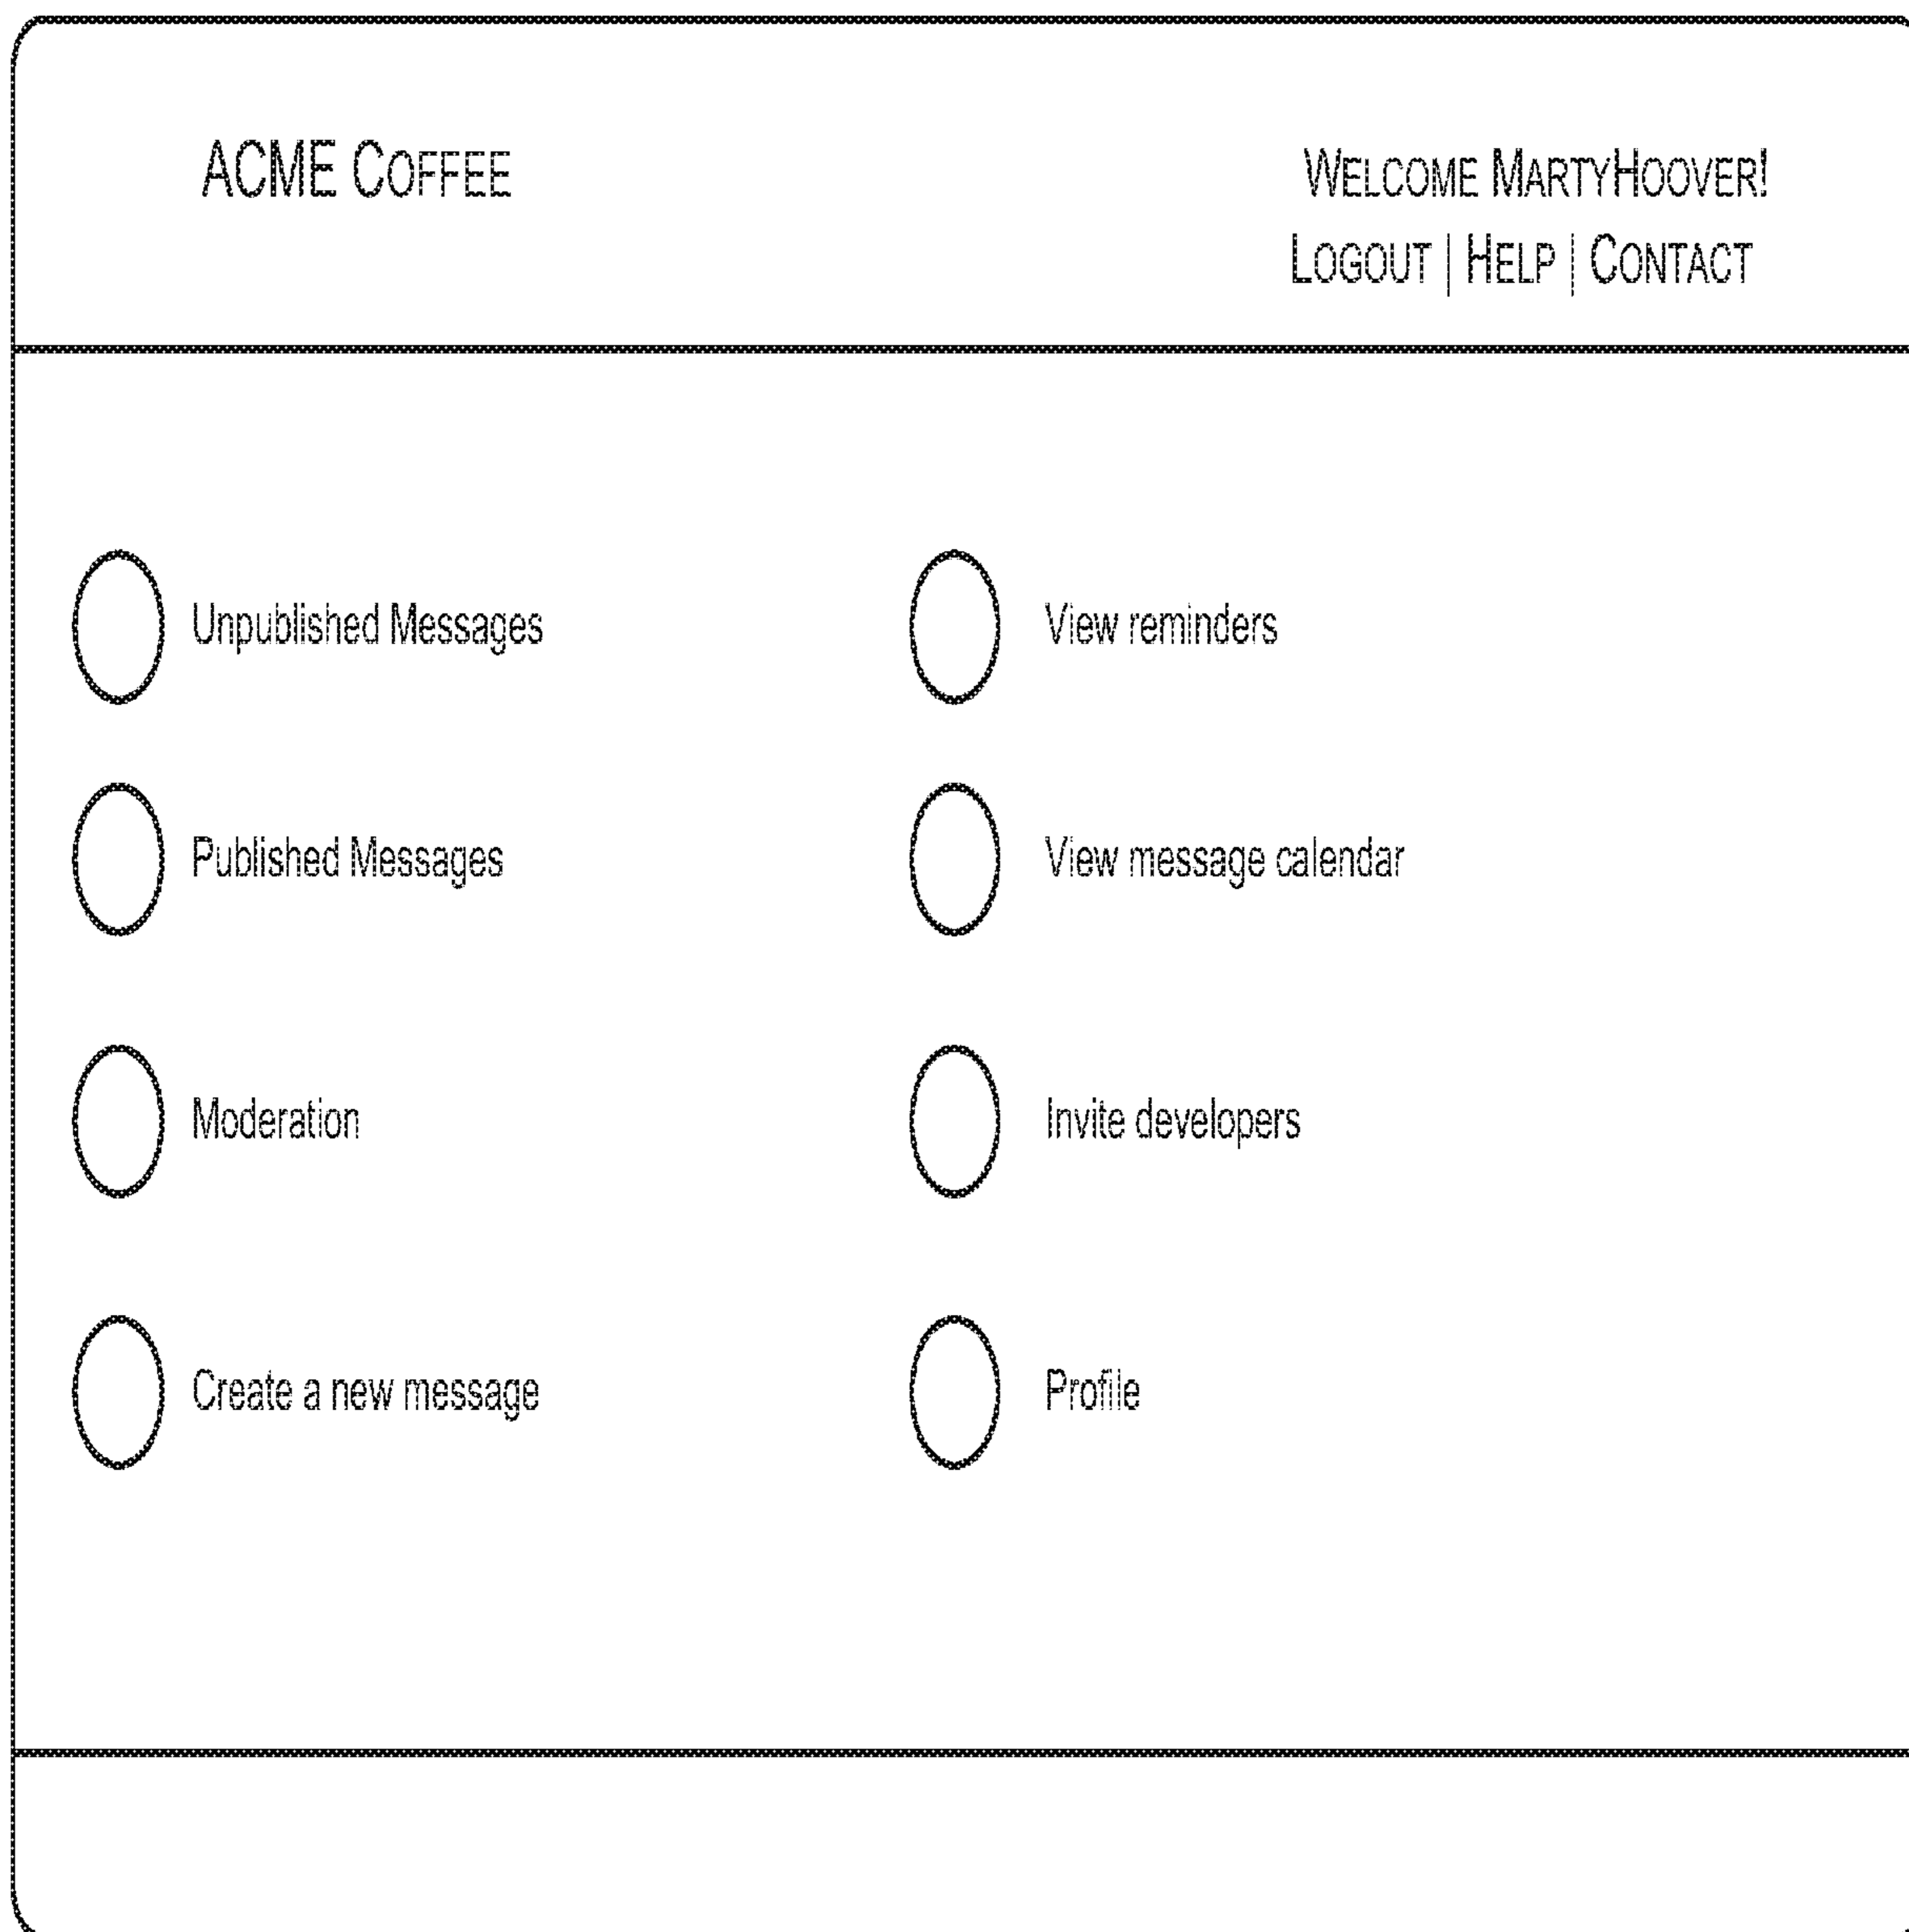 ACME COFFEE
WELCOME MARTYHOOVER!
LOGOUT | HELP | CONTACT
Unpublished Messages
View reminders
Published Messages
View message calendar
Moderation
Invite developers
Create a new message
Profile